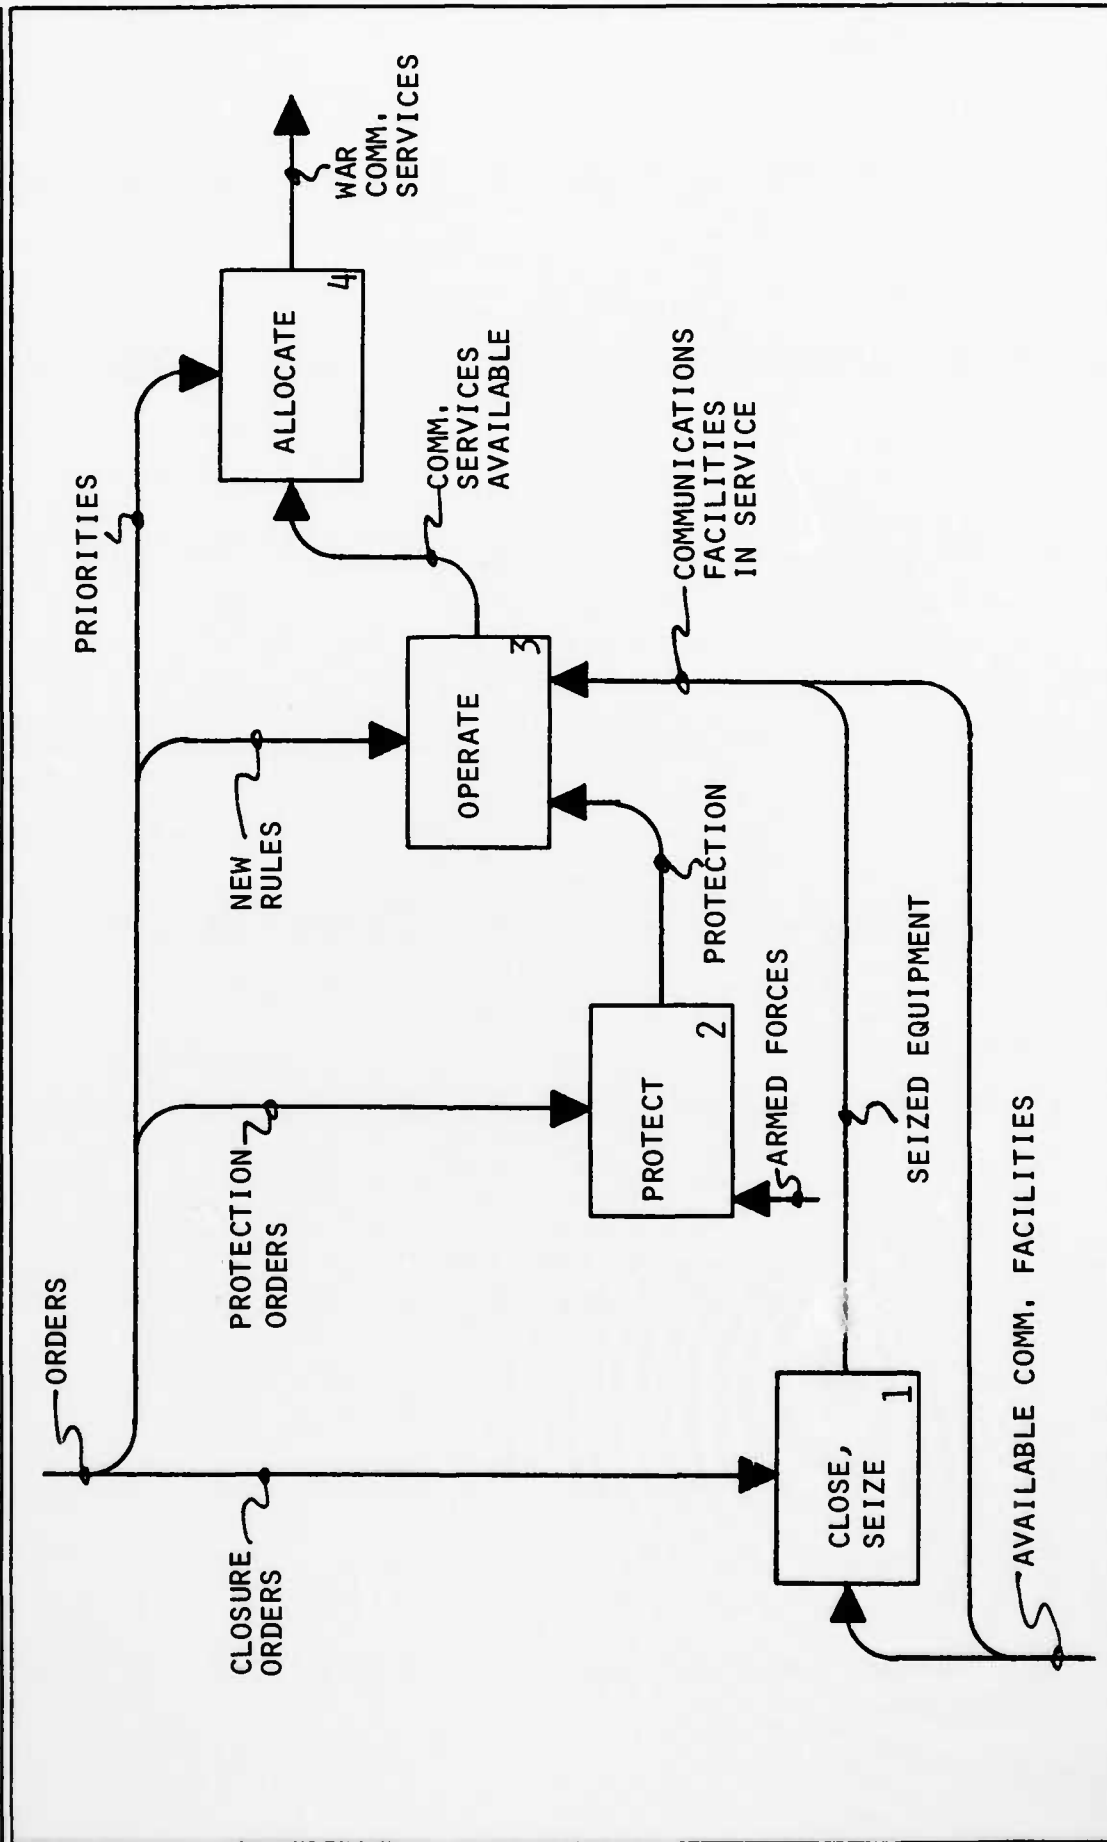 ORDERS
PRIORITIES
CLOSURE
ORDERS
PROTECTION
ORDERS
NEW
RULES
WAR
COMM.
SERVICES
ALLOCATE
4
COMM.
SERVICES
AVAILABLE
OPERATE
3
COMMUNICATIONS
FACILITIES
IN SERVICE
PROTECT
2
PROTECTION
ARMED FORCES
CLOSE,
SEIZE
1
SEIZED EQUIPMENT
AVAILABLE COMM. FACILITIES